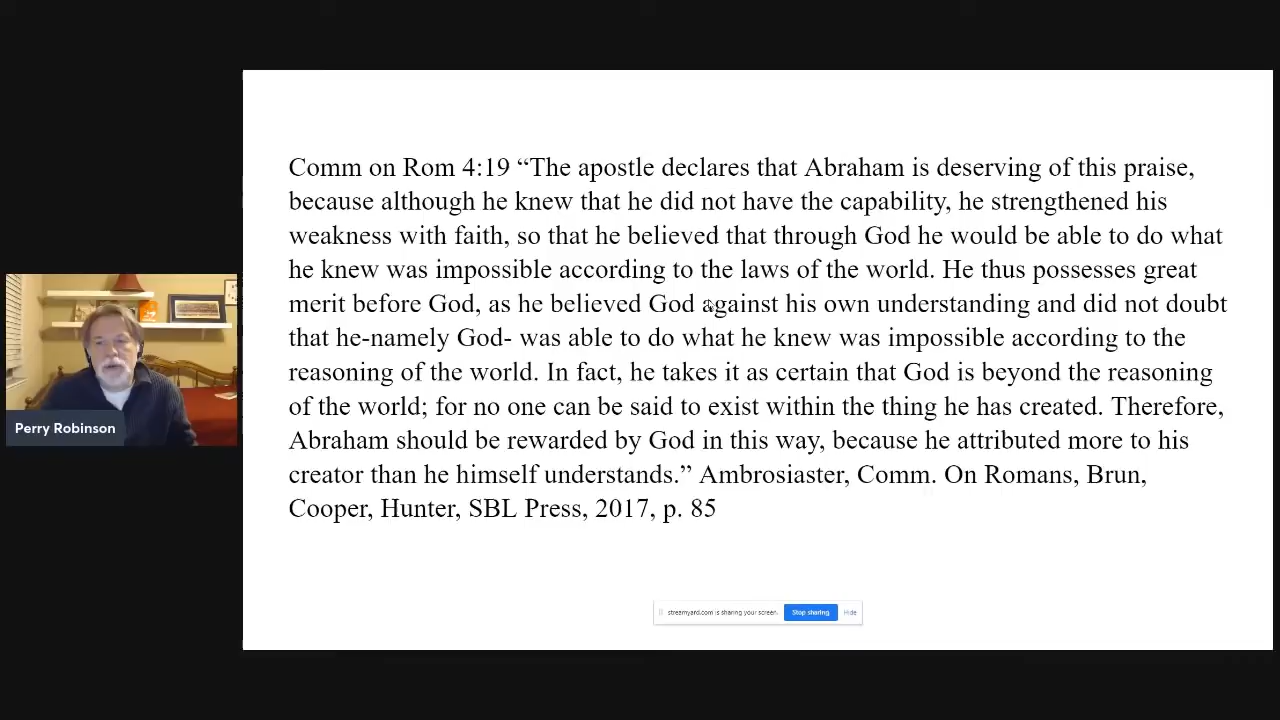 Comm on Rom 4:19 “The apostle declares that Abraham is deserving of this praise,
because although he knew that he did not have the capability, he strengthened his
weakness with faith, so that he believed that through God he would be able to do what
he knew was impossible according to the laws of the world. He thus possesses great
merit before God, as he believed God against his own understanding and did not doubt
that he-namely God- was able to do what he knew was impossible according to the
reasoning of the world. In fact, he takes it as certain that God is beyond the reasoning
of the world; for no one can be said to exist within the thing he has created. Therefore,
Abraham should be rewarded by God in this way, because he attributed more to his
creator than he himself understands.” Ambrosiaster, Comm. On Romans, Brun,
Cooper, Hunter, SBL Press, 2017, p. 85
Perry Robinson
streamyard.com is sharing your screen. Stop sharing Hide